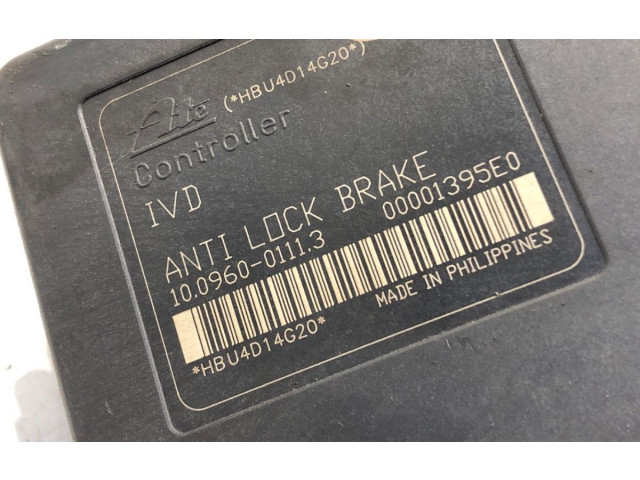 Ate (*HBU4D14G20*)
Controller
IVD
ANTI LOCK BRAKE
10.0960-0111.3 00001395E0
*HBU4D14G20*
MADE IN PHILIPPINES